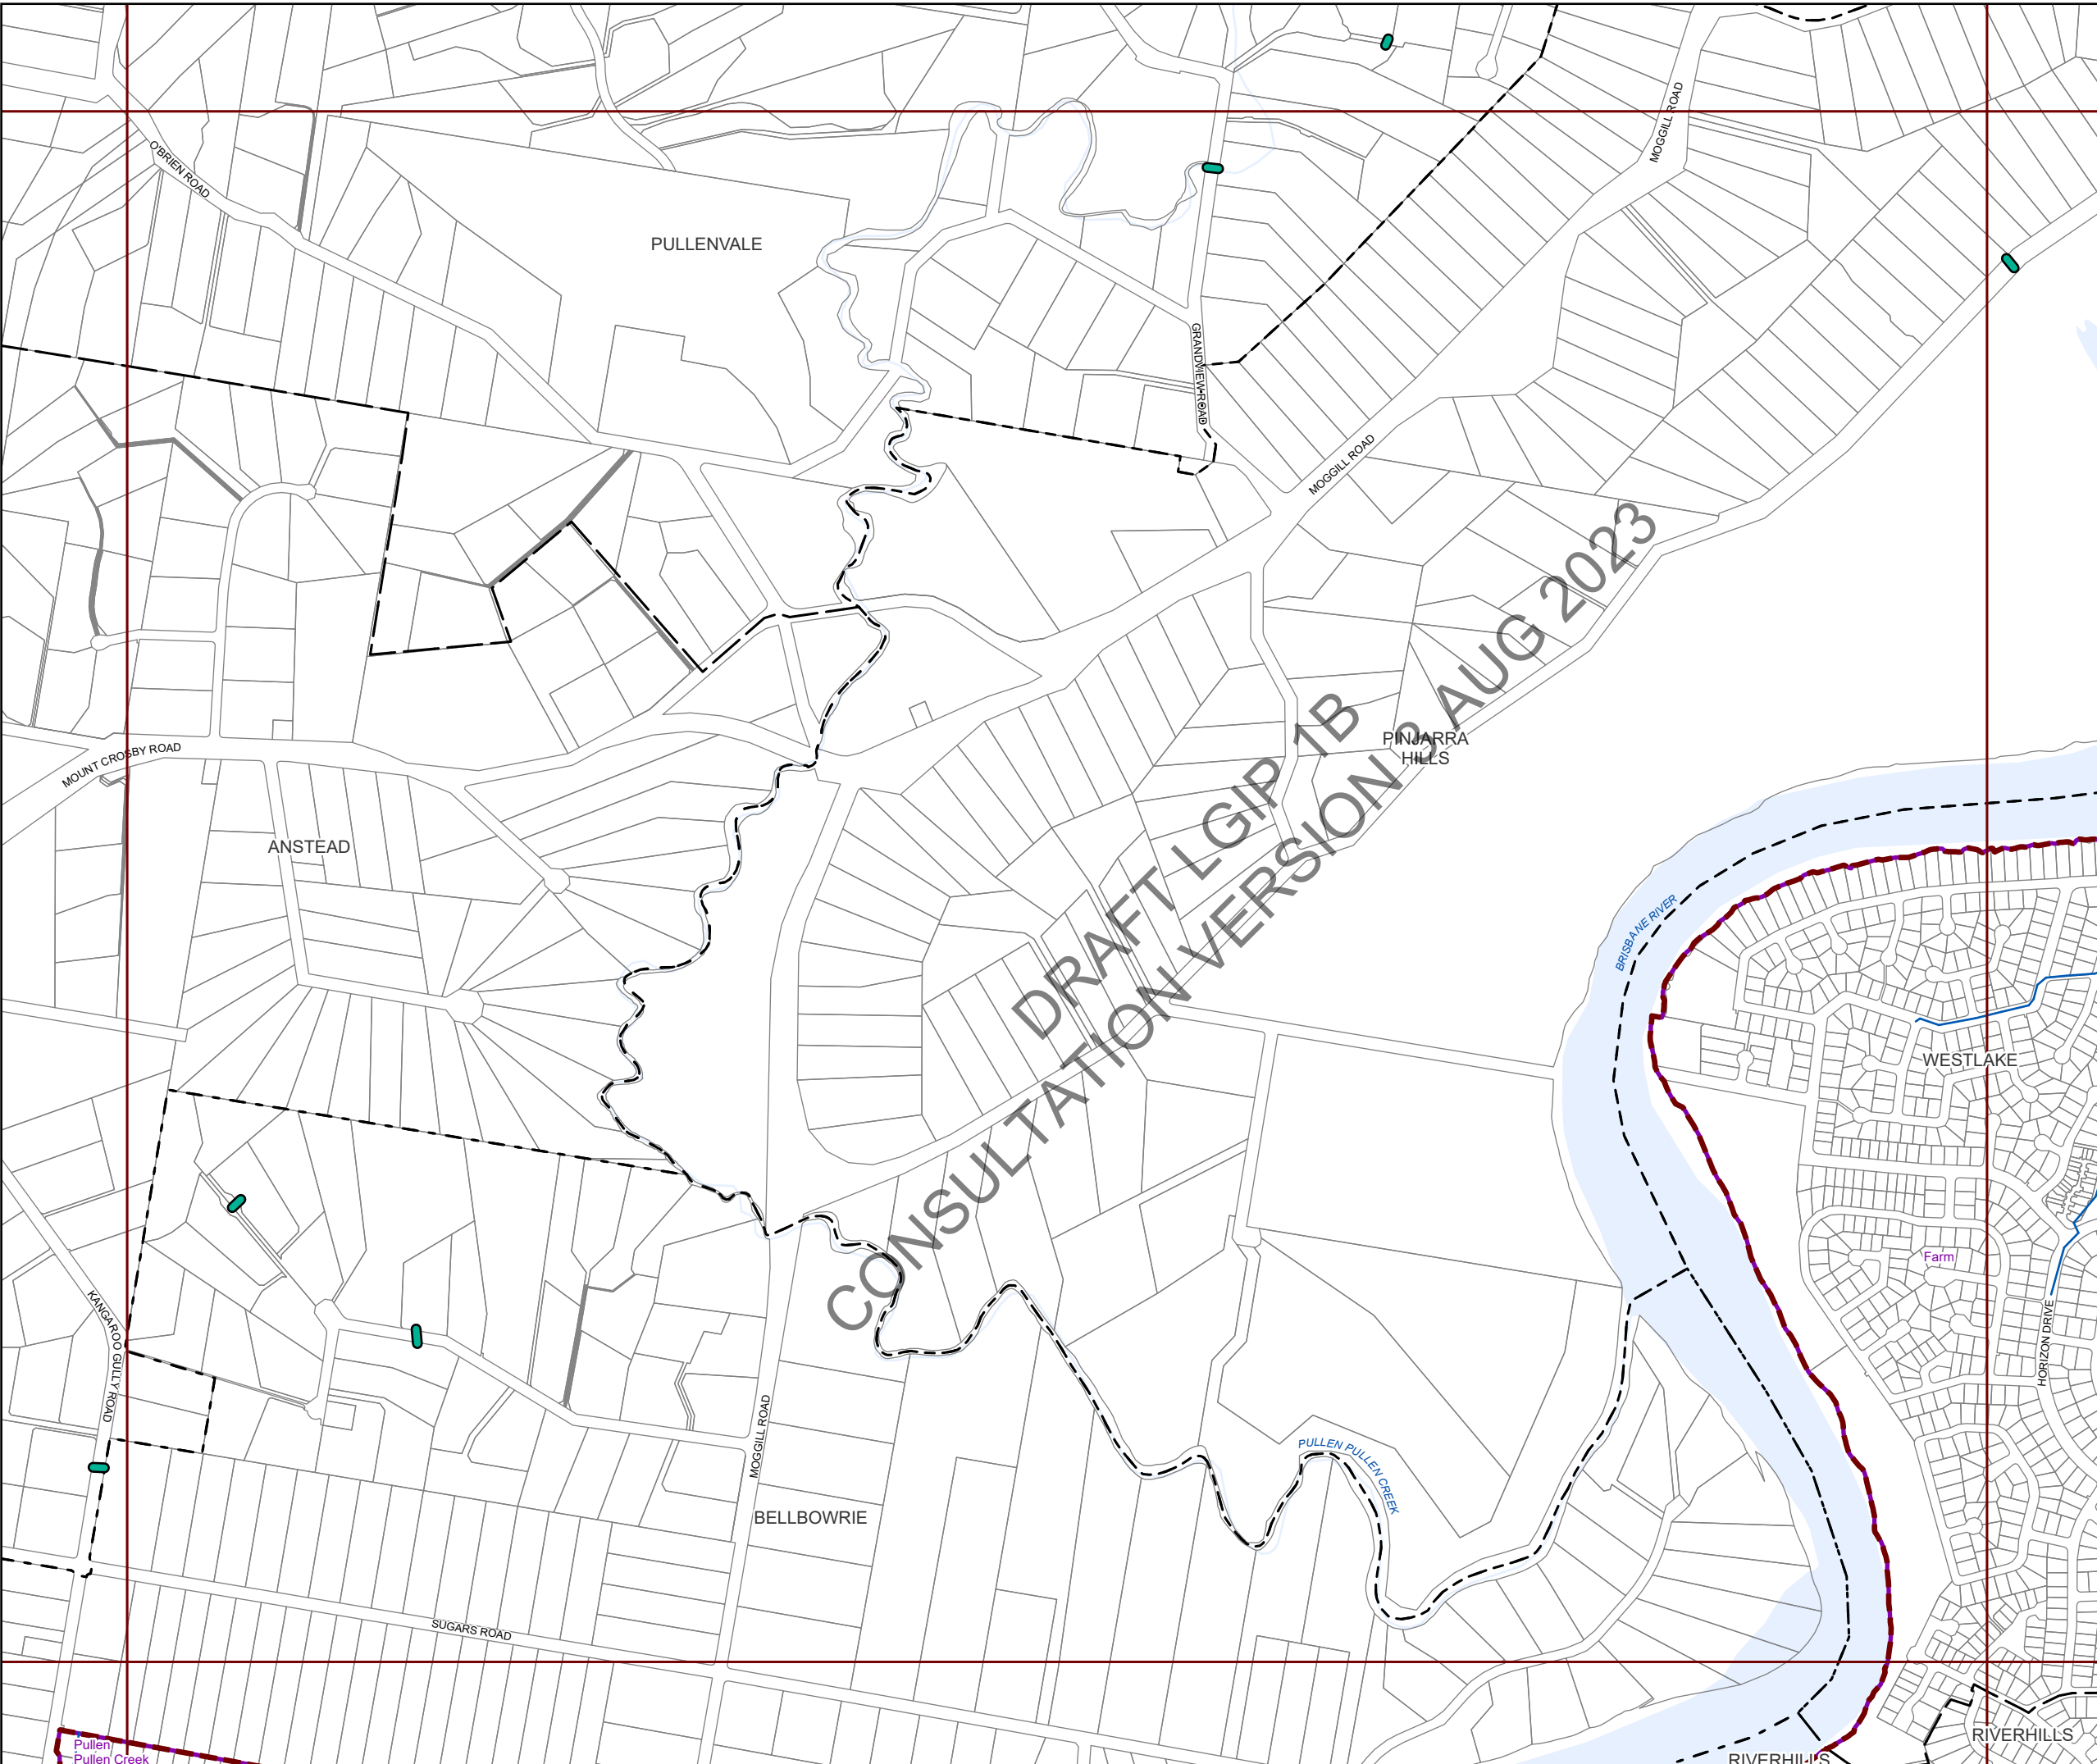 MOGGILL ROAD
O'BRIEN ROAD
PULLENVALE
GRANDVIEW ROAD
MOGGILL ROAD
DRAFT LGIP 1B
CONSULTATION VERSION 3 AUG 2023
PINJARRA
HILLS
MOUNT CROSBY ROAD
ANSTEAD
BRISBANE RIVER
WESTLAKE
Farm
KANGAROO GULLY ROAD
HORIZON DRIVE
MOGGILL ROAD
PULLEN PULLEN CREEK
BELLBOWRIE
SUGARS ROAD
RIVERHILLS
Pullen
Pullen Creek
RIVERHILLS